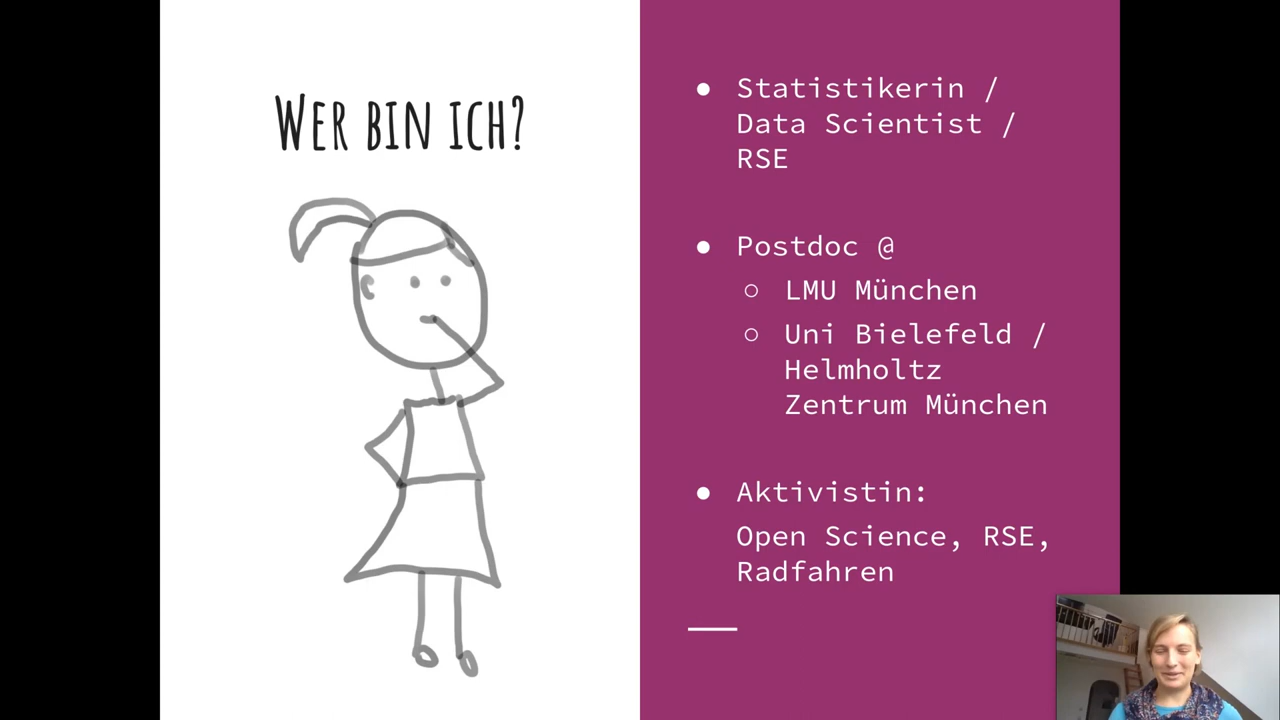 WER BIN ICH?
● Statistikerin /
Data Scientist /
RSE
● Postdoc @
○ LMU München
○ Uni Bielefeld /
Helmholtz
Zentrum München
● Aktivistin:
Open Science, RSE,
Radfahren